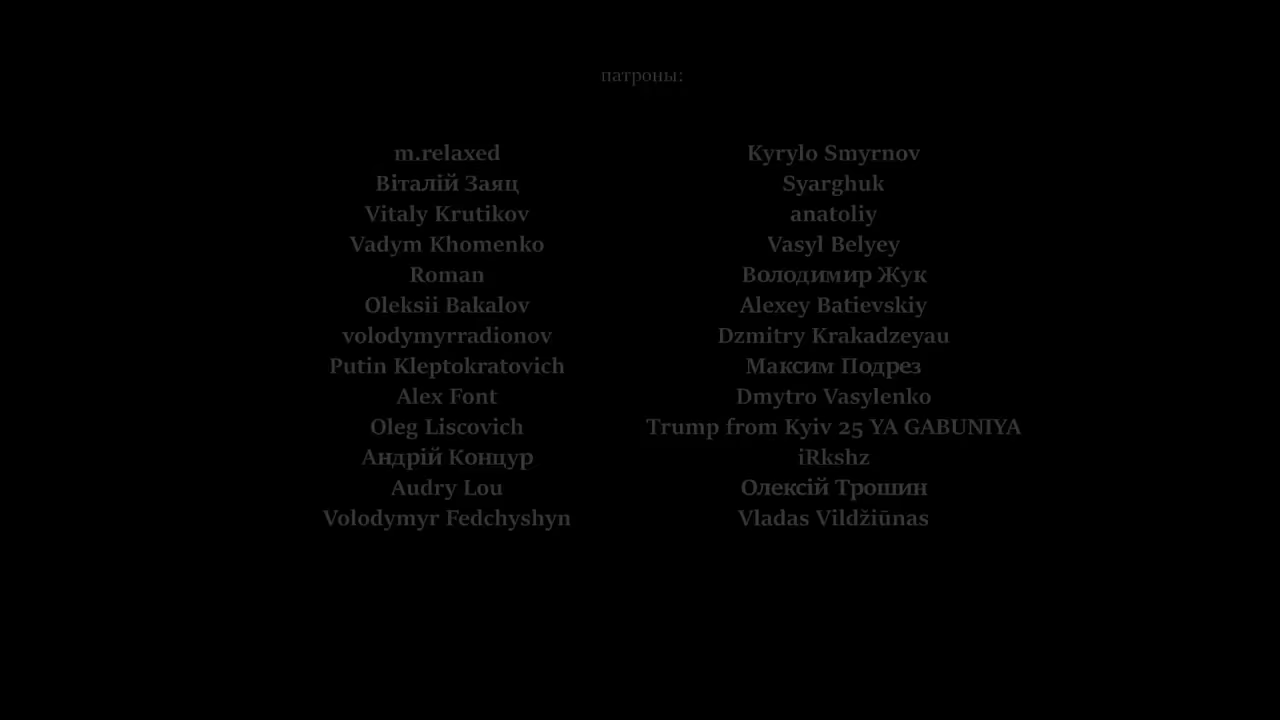 патроны:
m.relaxed
Віталій Заяц
Vitaly Krutikov
Vadym Khomenko
Roman
Oleksii Bakalov
volodymyrradionov
Putin Kleptokratovich
Alex Font
Oleg Liscovich
Андрій Концур
Audry Lou
Volodymyr Fedchyshyn
Kyrylo Smyrnov
Syarghuk
anatoliy
Vasyl Belyey
Володимир Жук
Alexey Batievskiy
Dzmitry Krakadzeyau
Максим Подрез
Dmytro Vasylenko
Trump from Kyiv 25 YA GABUNIYA
iRkshz
Олексій Трошин
Vladas Vildžiūnas